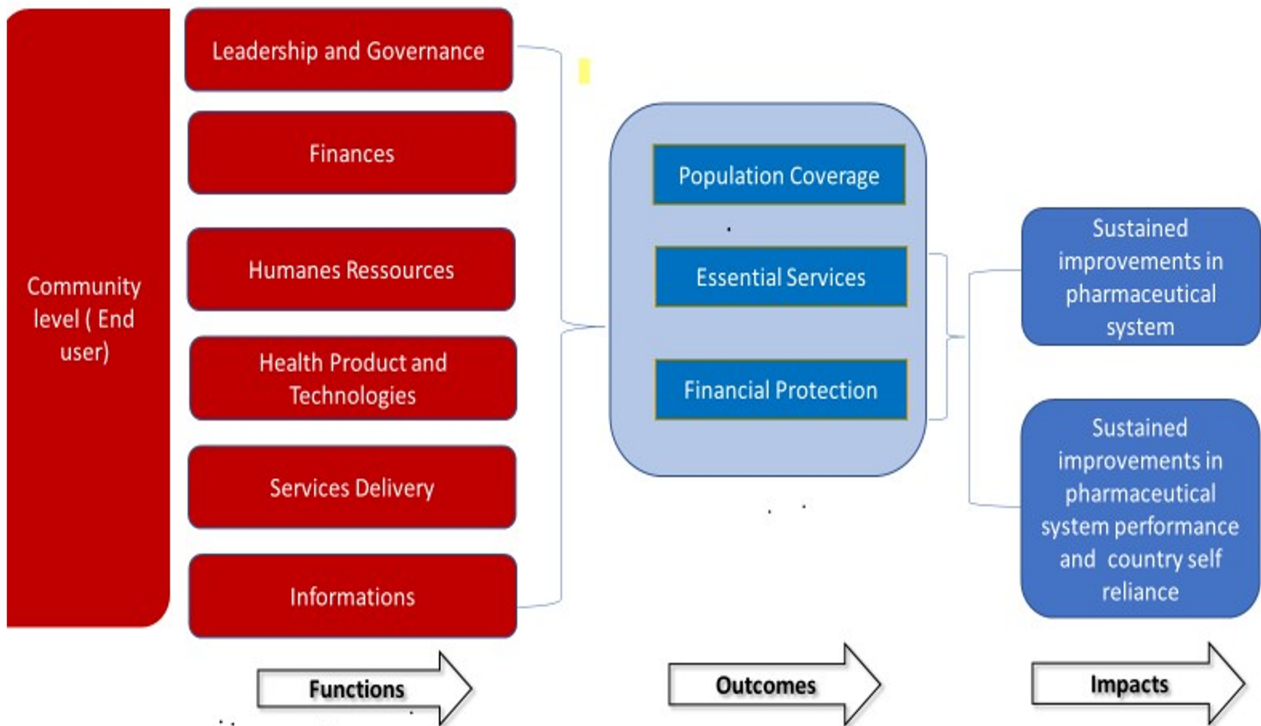 Community
level ( End
user)
Leadership and Governance
Finances
Humanes Ressources
Health Product and
Technologies
Services Delivery
Informations
Population Coverage
Essential Services
Financial Protection
Sustained
improvements in
pharmaceutical
system
Sustained
improvements in
pharmaceutical
system performance
and country self
reliance
Functions
Outcomes
Impacts